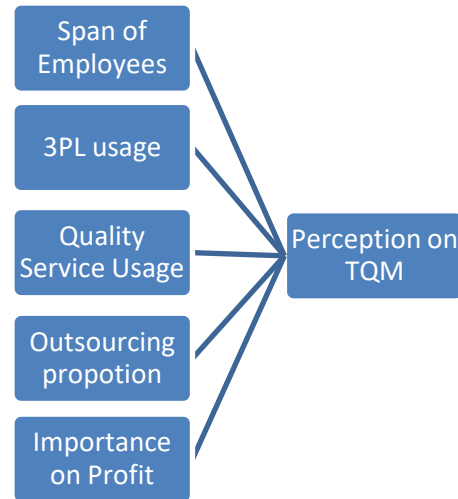 Span of
Employees
3PL usage
Quality
Service Usage
Perception on
TQM
Outsourcing
propotion
Importance
on Profit